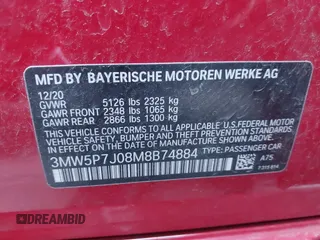 MFD BY BAYERISCHE MOTOREN WERKE AG
12/20
GVWR 5126 lbs 2325 kg
GAWR FRONT 2348 lbs 1065 kg
GAWR REAR 2866 lbs 1300 kg
THIS VEHICLE CONFORMS TO ALL APPLICABLE
U.S. FEDERAL MOTOR VEHICLE SAFETY,
BUMPER, AND THEFT PREVENTION STANDARDS
IN EFFECT ON THE DATE OF MANUFACTURE
SHOWN ABOVE.
VEHICLE CLASSIFICATION TYPE: PASSENGER CAR
3MW5P7J08M8B74884 A75
DREAMBID